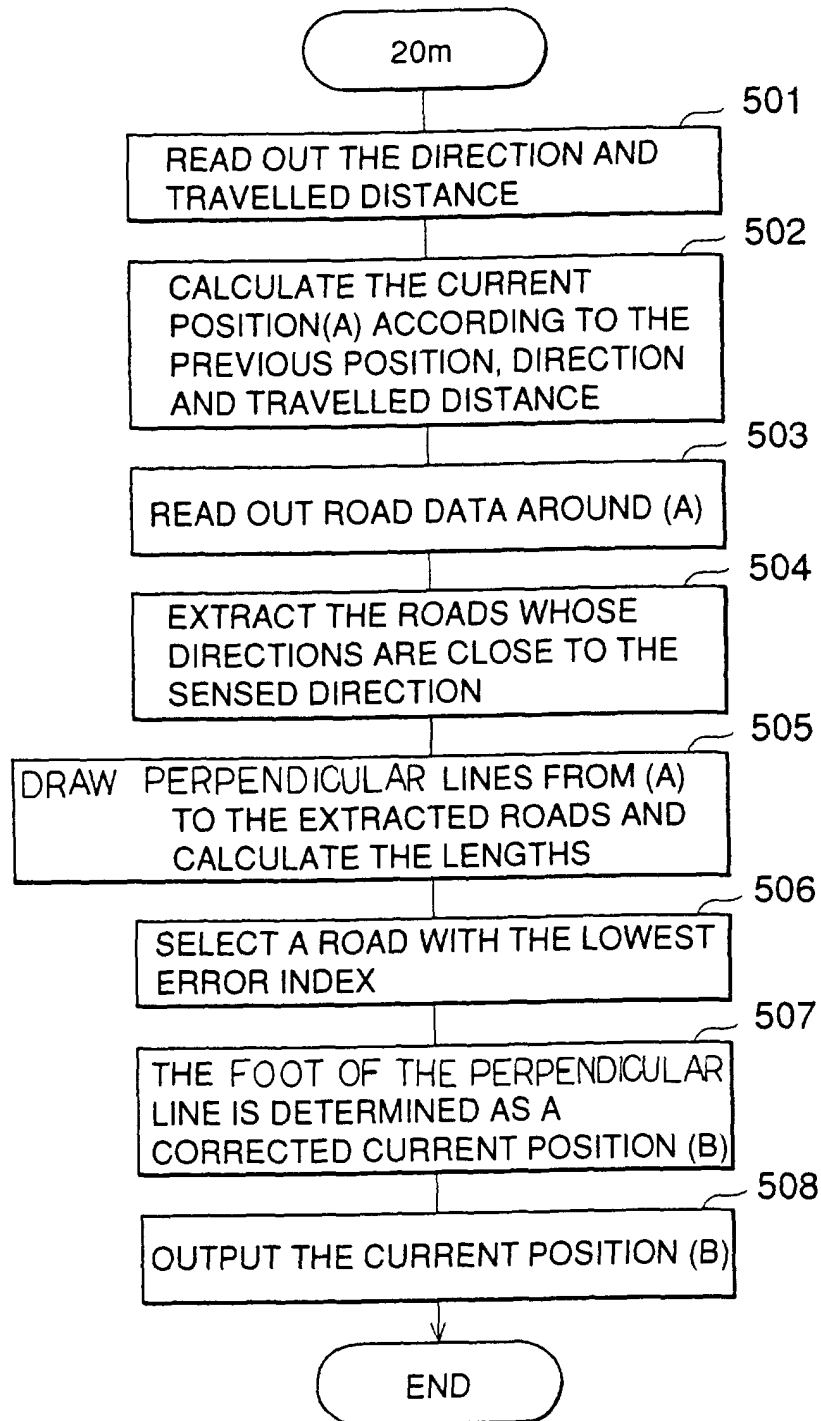 20m
501
READ OUT THE DIRECTION AND
TRAVELLED DISTANCE
502
CALCULATE THE CURRENT
POSITION(A) ACCORDING TO THE
PREVIOUS POSITION, DIRECTION
AND TRAVELLED DISTANCE
503
READ OUT ROAD DATA AROUND (A)
504
EXTRACT THE ROADS WHOSE
DIRECTIONS ARE CLOSE TO THE
SENSED DIRECTION
505
DRAW PERPENDICULAR LINES FROM (A)
TO THE EXTRACTED ROADS AND
CALCULATE THE LENGTHS
506
SELECT A ROAD WITH THE LOWEST
ERROR INDEX
507
THE FOOT OF THE PERPENDICULAR
LINE IS DETERMINED AS A
CORRECTED CURRENT POSITION (B)
508
OUTPUT THE CURRENT POSITION (B)
END